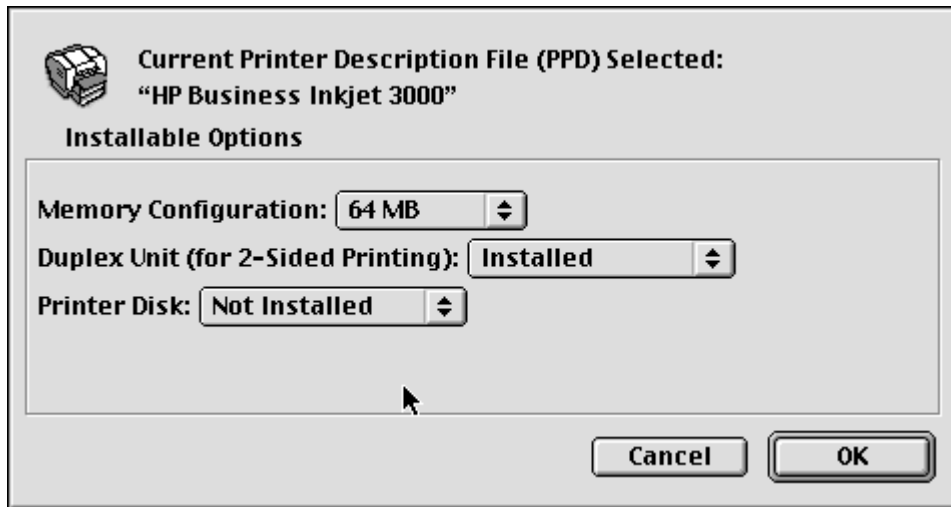 Current Printer Description File (PPD) Selected:
“HP Business Inkjet 3000”
Installable Options
Memory Configuration: 64 MB
Duplex Unit (for 2-Sided Printing): Installed
Printer Disk: Not Installed
Cancel OK